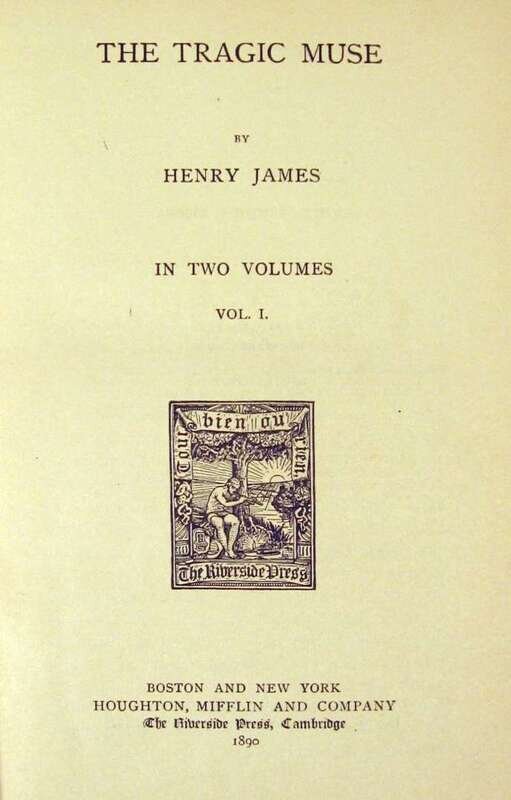 THE TRAGIC MUSE
BY
HENRY JAMES
IN TWO VOLUMES
VOL. I.
Tout bien ou rien.
The Riverside Press
BOSTON AND NEW YORK
HOUGHTON, MIFFLIN AND COMPANY
The Riverside Press, Cambridge
1890